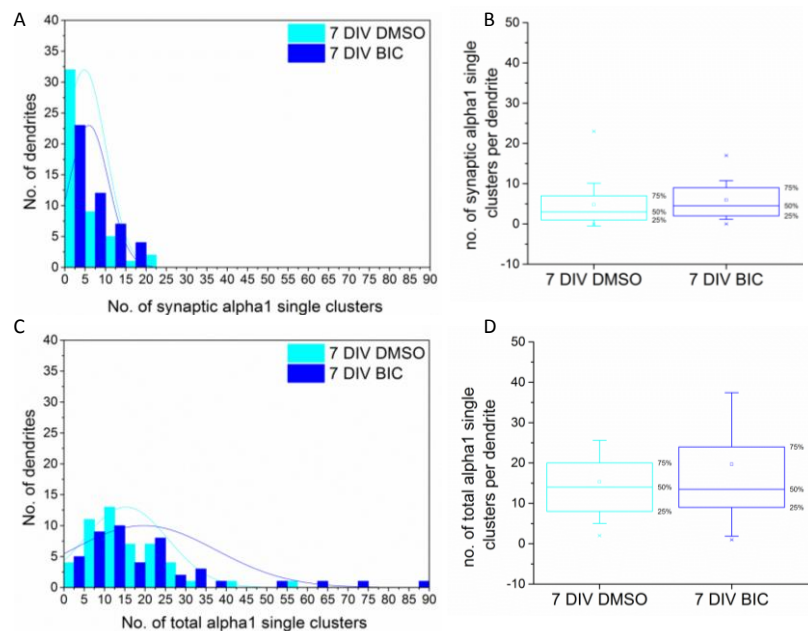 A
40
35
30
25
20
15
10
5
0
No. of dendrites
7 DIV DMSO
7 DIV BIC
0 5 10 15 20 25 30 35 40 45 50 55 60 65 70 75 80 85 90
No. of synaptic alpha1 single clusters
B
50
40
30
20
10
0
-10
no. of synaptic alpha1 single
clusters per dendrite
75%
50%
25%
75%
50%
25%
7 DIV DMSO 7 DIV BIC
C
40
35
30
25
20
15
10
5
0
No. of dendrites
7 DIV DMSO
7 DIV BIC
0 5 10 15 20 25 30 35 40 45 50 55 60 65 70 75 80 85 90
No. of total alpha1 single clusters
D
50
40
30
20
10
0
-10
no. of total alpha1 single
clusters per dendrite
75%
50%
25%
75%
50%
25%
7 DIV DMSO 7 DIV BIC